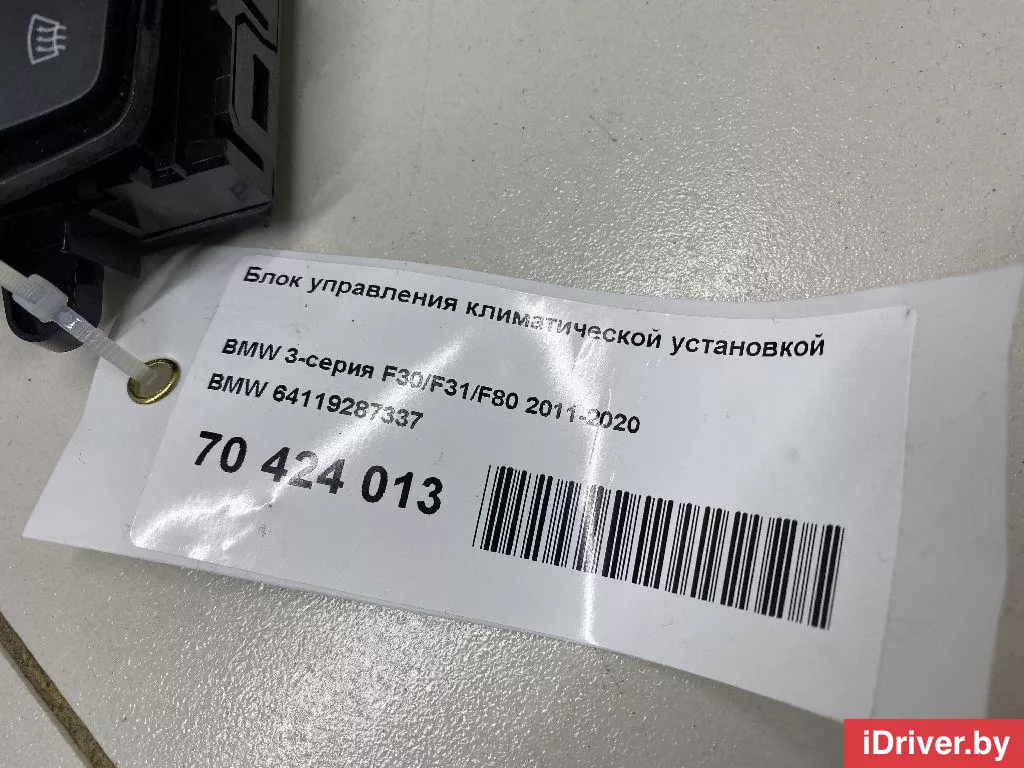 Блок управления климатической установкой
BMW 3-серия F30/F31/F80 2011-2020
BMW 64119287337
70 424 013
iDriver.by